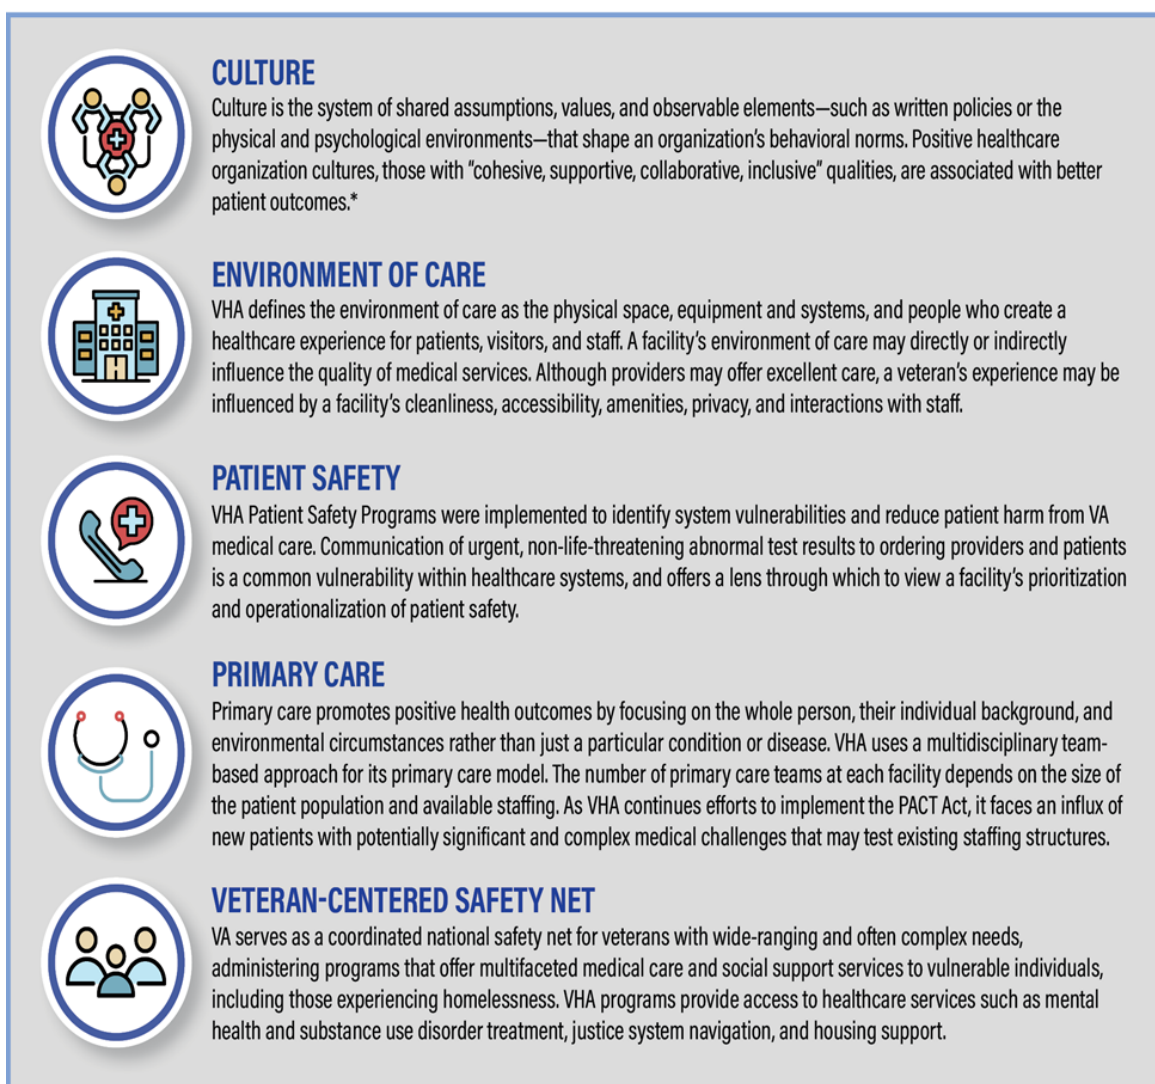 CULTURE
Culture is the system of shared assumptions, values, and observable elements—such as written policies or the
physical and psychological environments—that shape an organization’s behavioral norms. Positive healthcare
organization cultures, those with “cohesive, supportive, collaborative, inclusive” qualities, are associated with better
patient outcomes.*
ENVIRONMENT OF CARE
VHA defines the environment of care as the physical space, equipment and systems, and people who create a
healthcare experience for patients, visitors, and staff. A facility’s environment of care may directly or indirectly
influence the quality of medical services. Although providers may offer excellent care, a veteran’s experience may be
influenced by a facility’s cleanliness, accessibility, amenities, privacy, and interactions with staff.
PATIENT SAFETY
VHA Patient Safety Programs were implemented to identify system vulnerabilities and reduce patient harm from VA
medical care. Communication of urgent, non-life-threatening abnormal test results to ordering providers and patients
is a common vulnerability within healthcare systems, and offers a lens through which to view a facility’s prioritization
and operationalization of patient safety.
PRIMARY CARE
Primary care promotes positive health outcomes by focusing on the whole person, their individual background, and
environmental circumstances rather than just a particular condition or disease. VHA uses a multidisciplinary team-
based approach for its primary care model. The number of primary care teams at each facility depends on the size of
the patient population and available staffing. As VHA continues efforts to implement the PACT Act, it faces an influx of
new patients with potentially significant and complex medical challenges that may test existing staffing structures.
VETERAN-CENTERED SAFETY NET
VA serves as a coordinated national safety net for veterans with wide-ranging and often complex needs,
administering programs that offer multifaceted medical care and social support services to vulnerable individuals,
including those experiencing homelessness. VHA programs provide access to healthcare services such as mental
health and substance use disorder treatment, justice system navigation, and housing support.